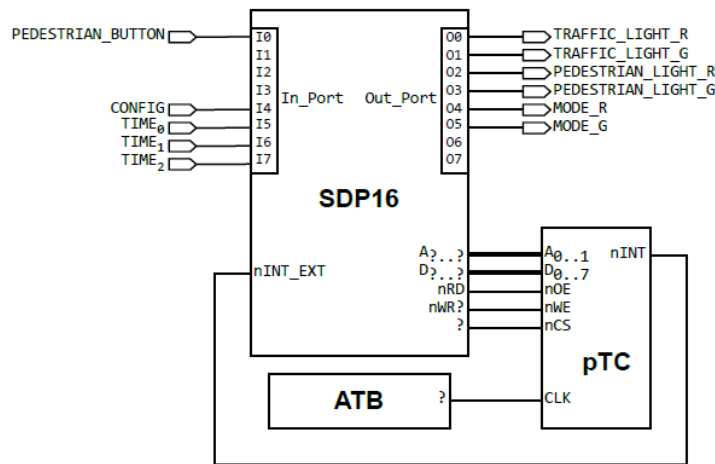 PEDESTRIAN_BUTTON I0 O0 TRAFFIC_LIGHT_R
I1 O1 TRAFFIC_LIGHT_G
I2 O2 PEDESTRIAN_LIGHT_R
I3 In_Port Out_Port O3 PEDESTRIAN_LIGHT_G
CONFIG I4 O4 MODE_R
TIME₀ I5 O5 MODE_G
TIME₁ I6 O6
TIME₂ I7 O7
SDP16
A?..? A0..1 nINT
nINT_EXT D?..? D0..7
nRD nOE
nWR? nWE
? nCS
pTC
ATB ? CLK